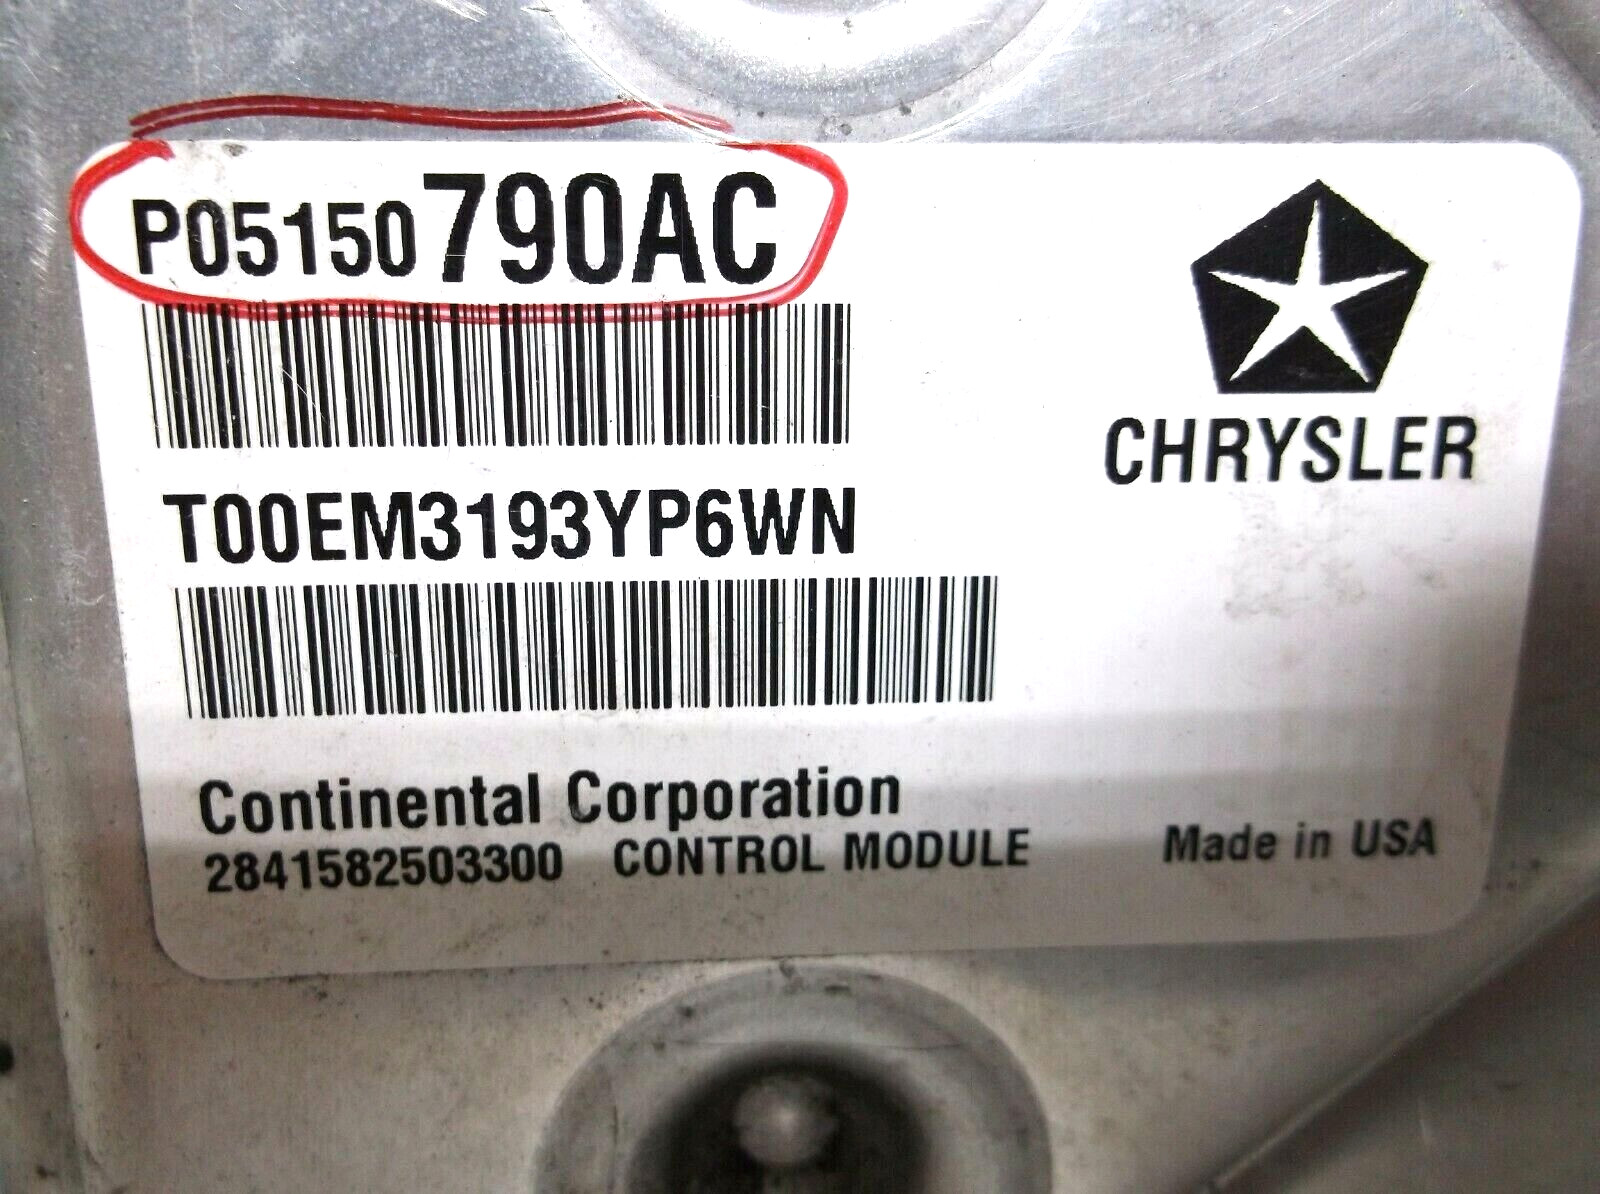 P05150790AC
CHRYSLER
T00EM3193YP6WN
Continental Corporation
2841582503300 CONTROL MODULE
Made in USA